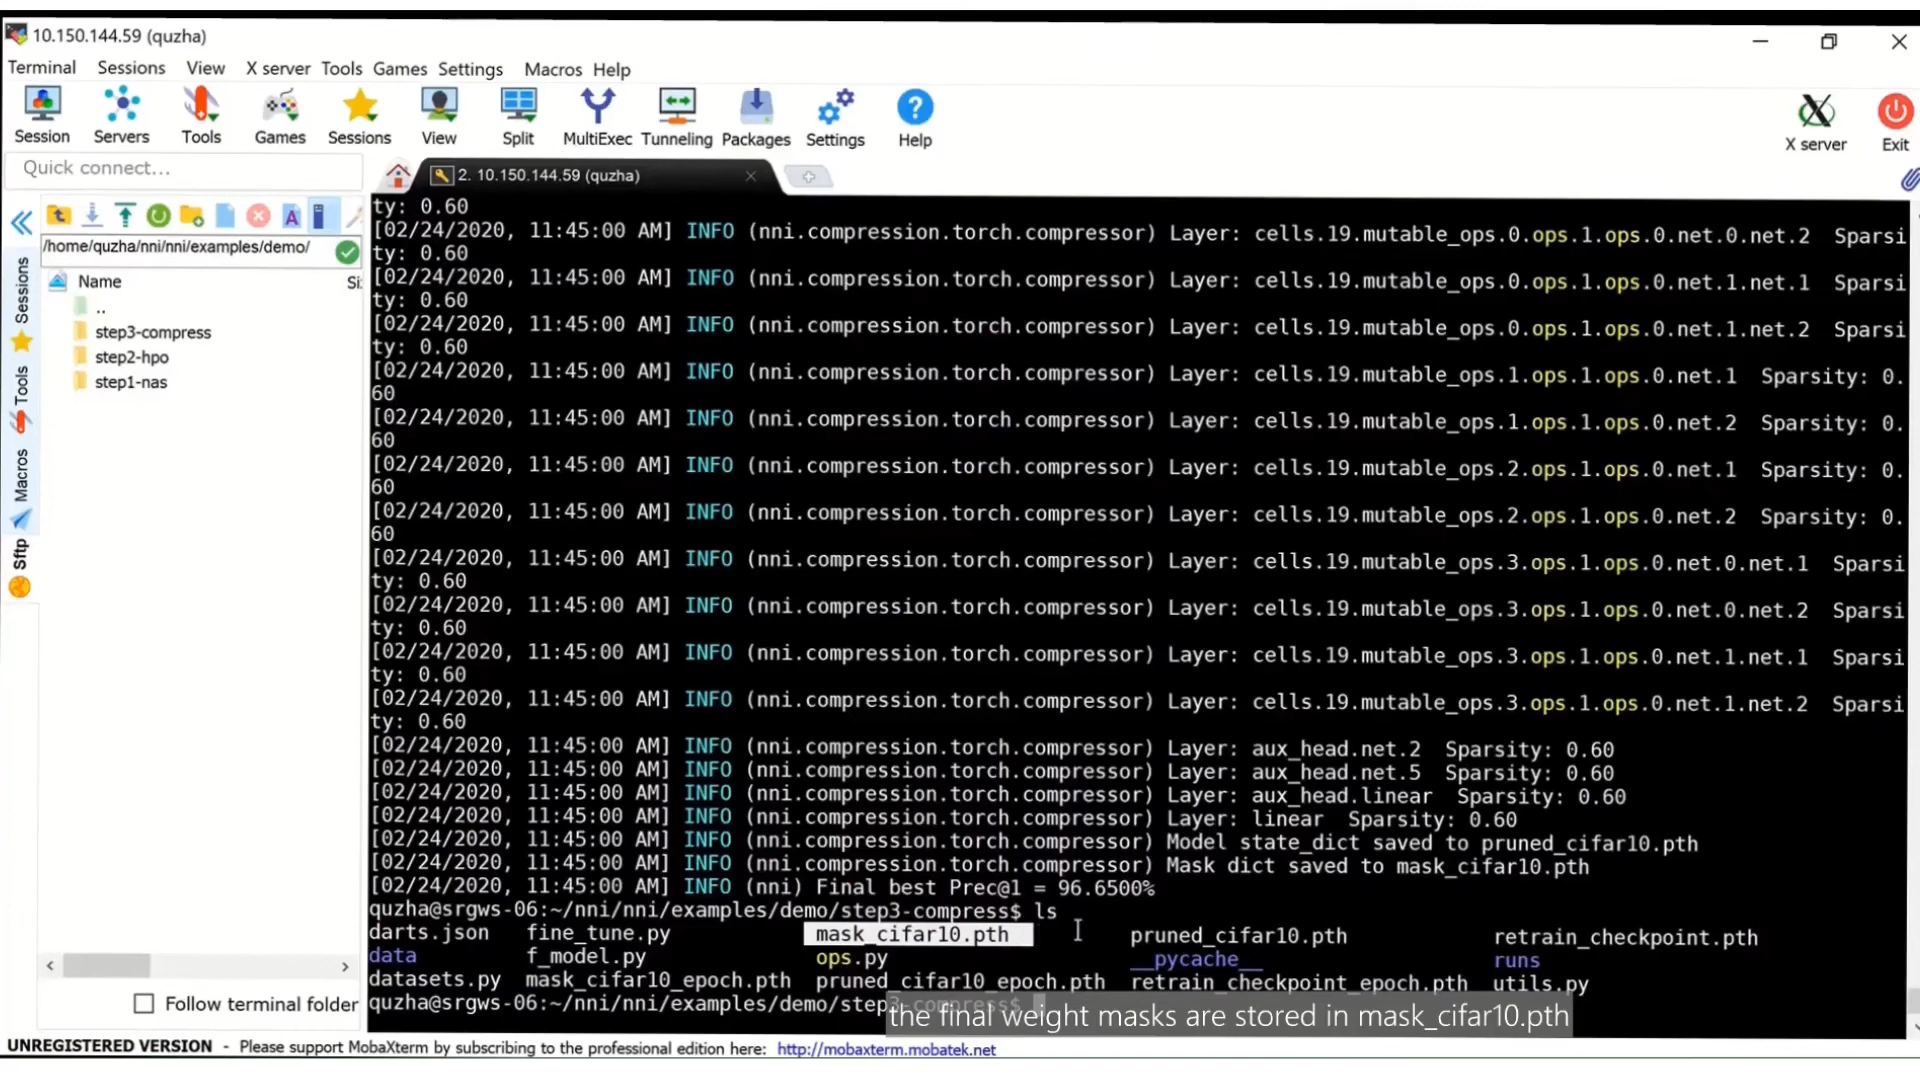 10.150.144.59 (quzha)
Terminal Sessions View X server Tools Games Settings Macros Help
Session Servers Tools Games Sessions View Split MultiExec Tunneling Packages Settings Help X server Exit
Quick connect...
2. 10.150.144.59 (quzha)
/home/quzha/nni/nni/examples/demo/
Name Si
..
step3-compress
step2-hpo
step1-nas
Sessions
Tools
Macros
Sftp
ty: 0.60
[02/24/2020, 11:45:00 AM] INFO (nni.compression.torch.compressor) Layer: cells.19.mutable_ops.0.ops.1.ops.0.net.0.net.2 Sparsi
ty: 0.60
[02/24/2020, 11:45:00 AM] INFO (nni.compression.torch.compressor) Layer: cells.19.mutable_ops.0.ops.1.ops.0.net.1.net.1 Sparsi
ty: 0.60
[02/24/2020, 11:45:00 AM] INFO (nni.compression.torch.compressor) Layer: cells.19.mutable_ops.0.ops.1.ops.0.net.1.net.2 Sparsi
ty: 0.60
[02/24/2020, 11:45:00 AM] INFO (nni.compression.torch.compressor) Layer: cells.19.mutable_ops.1.ops.1.ops.0.net.1 Sparsity: 0.
60
[02/24/2020, 11:45:00 AM] INFO (nni.compression.torch.compressor) Layer: cells.19.mutable_ops.1.ops.1.ops.0.net.2 Sparsity: 0.
60
[02/24/2020, 11:45:00 AM] INFO (nni.compression.torch.compressor) Layer: cells.19.mutable_ops.2.ops.1.ops.0.net.1 Sparsity: 0.
60
[02/24/2020, 11:45:00 AM] INFO (nni.compression.torch.compressor) Layer: cells.19.mutable_ops.2.ops.1.ops.0.net.2 Sparsity: 0.
60
[02/24/2020, 11:45:00 AM] INFO (nni.compression.torch.compressor) Layer: cells.19.mutable_ops.3.ops.1.ops.0.net.0.net.1 Sparsi
ty: 0.60
[02/24/2020, 11:45:00 AM] INFO (nni.compression.torch.compressor) Layer: cells.19.mutable_ops.3.ops.1.ops.0.net.0.net.2 Sparsi
ty: 0.60
[02/24/2020, 11:45:00 AM] INFO (nni.compression.torch.compressor) Layer: cells.19.mutable_ops.3.ops.1.ops.0.net.1.net.1 Sparsi
ty: 0.60
[02/24/2020, 11:45:00 AM] INFO (nni.compression.torch.compressor) Layer: cells.19.mutable_ops.3.ops.1.ops.0.net.1.net.2 Sparsi
ty: 0.60
[02/24/2020, 11:45:00 AM] INFO (nni.compression.torch.compressor) Layer: aux_head.net.2 Sparsity: 0.60
[02/24/2020, 11:45:00 AM] INFO (nni.compression.torch.compressor) Layer: aux_head.net.5 Sparsity: 0.60
[02/24/2020, 11:45:00 AM] INFO (nni.compression.torch.compressor) Layer: aux_head.linear Sparsity: 0.60
[02/24/2020, 11:45:00 AM] INFO (nni.compression.torch.compressor) Layer: linear Sparsity: 0.60
[02/24/2020, 11:45:00 AM] INFO (nni.compression.torch.compressor) Model state_dict saved to pruned_cifar10.pth
[02/24/2020, 11:45:00 AM] INFO (nni.compression.torch.compressor) Mask dict saved to mask_cifar10.pth
[02/24/2020, 11:45:00 AM] INFO (nni) Final best Prec@1 = 96.6500%
quzha@srgws-06:~/nni/nni/examples/demo/step3-compress$ ls
darts.json fine_tune.py mask_cifar10.pth pruned_cifar10.pth retrain_checkpoint.pth
data f_model.py ops.py __pycache__ runs
datasets.py mask_cifar10_epoch.pth pruned_cifar10_epoch.pth retrain_checkpoint_epoch.pth utils.py
quzha@srgws-06:~/nni/nni/examples/demo/step3-compress$
the final weight masks are stored in mask_cifar10.pth
Follow terminal folder
UNREGISTERED VERSION - Please support MobaXterm by subscribing to the professional edition here: http://mobaxterm.mobatek.net